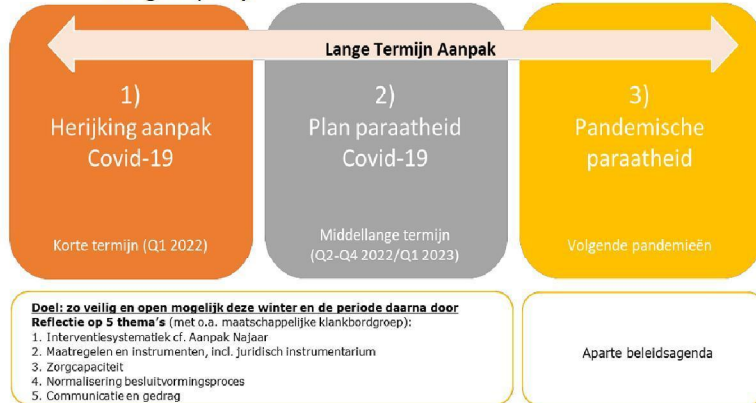 Lange Termijn Aanpak
1)
Herijking aanpak
Covid-19
Korte termijn (Q1 2022)
2)
Plan paraatheid
Covid-19
Middellange termijn
(Q2-Q4 2022/Q1 2023)
3)
Pandemische
paraatheid
Volgende pandemieën
Doel: zo veilig en open mogelijk deze winter en de periode daarna door
Reflectie op 5 thema's (met o.a. maatschappelijke klankbordgroep):
1. Interventiesystematiek cf. Aanpak Najaar
2. Maatregelen en instrumenten, incl. juridisch instrumentarium
3. Zorgcapaciteit
4. Normalisering besluitvormingsproces
5. Communicatie en gedrag
Aparte beleidsagenda